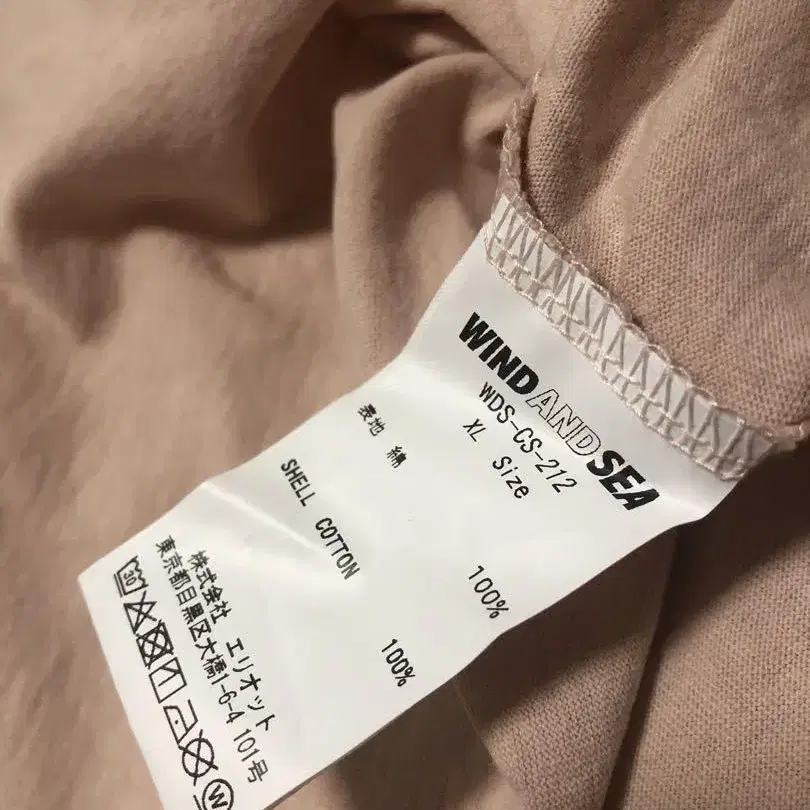 WIND AND SEA
WDS-CS-212
XL Size
表地 綿 100%
SHELL COTTON 100%
株式会社 エリオット
東京都目黒区大橋1-6-4 101号
30
W